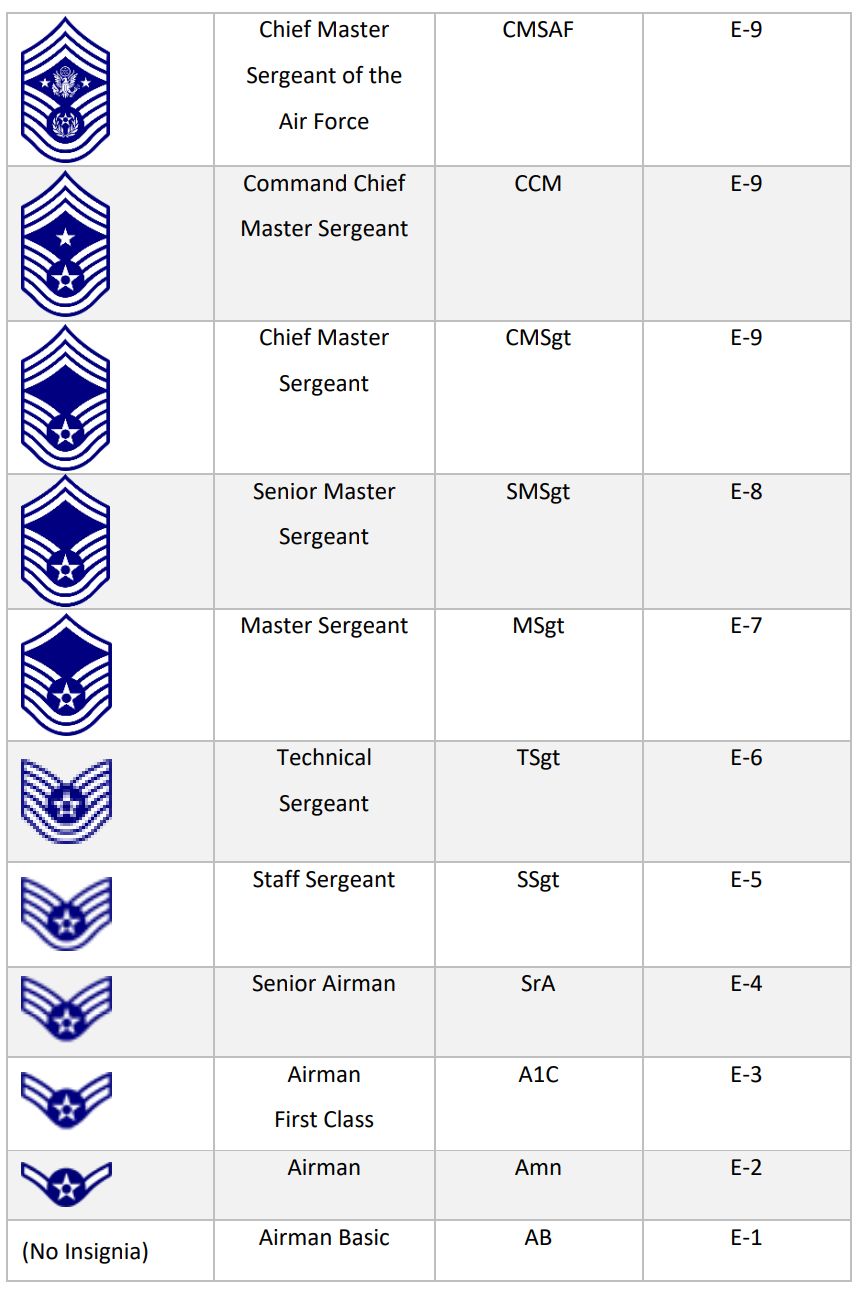 Chief Master CMSAF E-9
Sergeant of the
Air Force
Command Chief CCM E-9
Master Sergeant
Chief Master CMSgt E-9
Sergeant
Senior Master SMSgt E-8
Sergeant
Master Sergeant MSgt E-7
Technical TSgt E-6
Sergeant
Staff Sergeant SSgt E-5
Senior Airman SrA E-4
Airman A1C E-3
First Class
Airman Amn E-2
(No Insignia) Airman Basic AB E-1